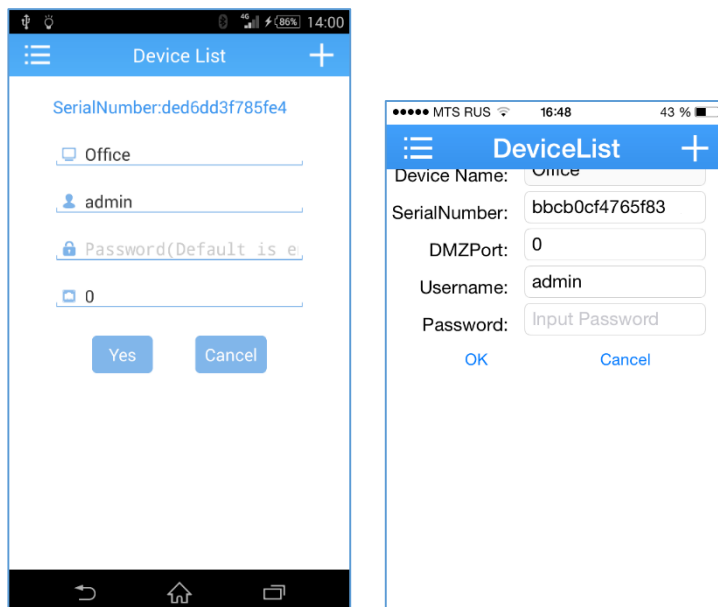 4G 86% 14:00
Device List
SerialNumber:ded6dd3f785fe4
Office
admin
Password(Default is e
0
Yes Cancel
MTS RUS 16:48 43 %
DeviceList
Device Name: Office
SerialNumber: bbcb0cf4765f83
DMZPort: 0
Username: admin
Password: Input Password
OK Cancel